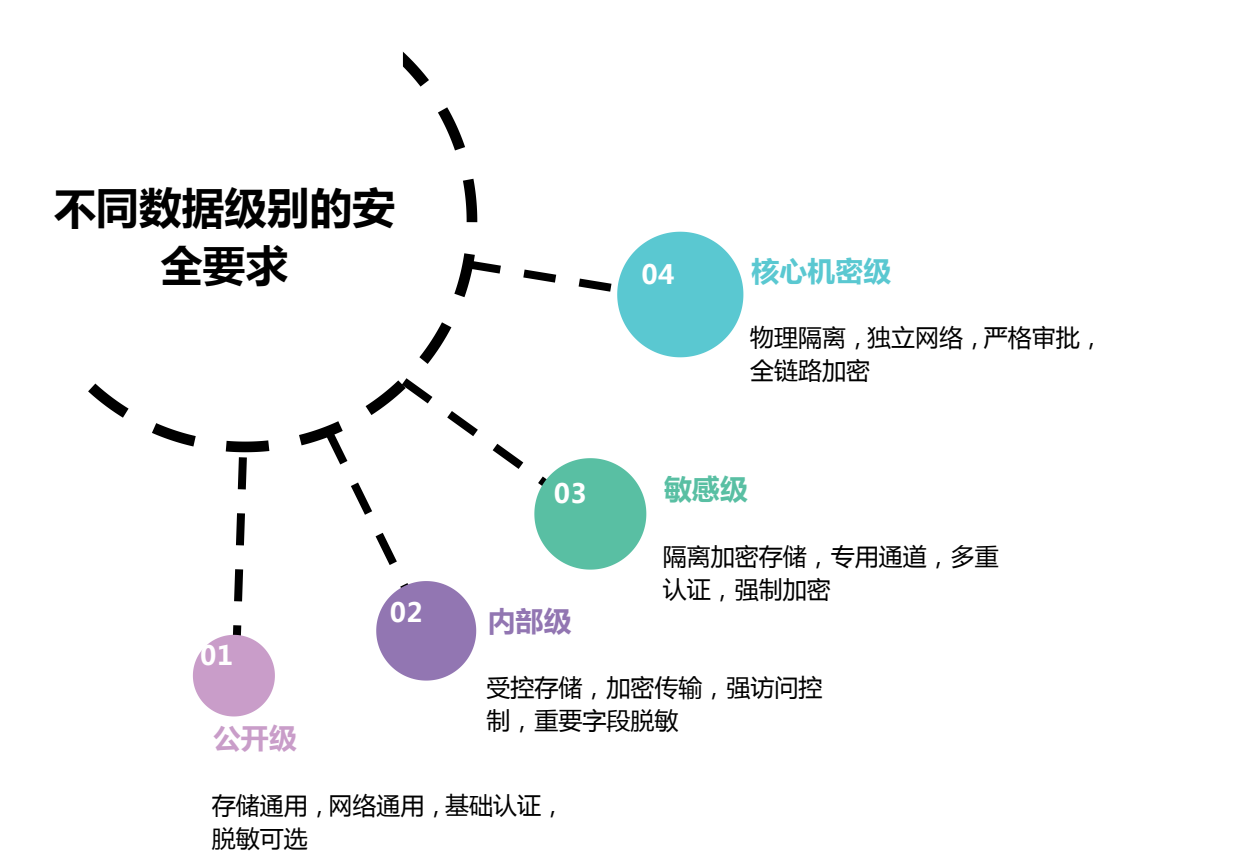 不同数据级别的安
全要求
04
核心机密级
物理隔离，独立网络，严格审批，
全链路加密
03
敏感级
隔离加密存储，专用通道，多重
认证，强制加密
02
内部级
受控存储，加密传输，强访问控
制，重要字段脱敏
01
公开级
存储通用，网络通用，基础认证，
脱敏可选